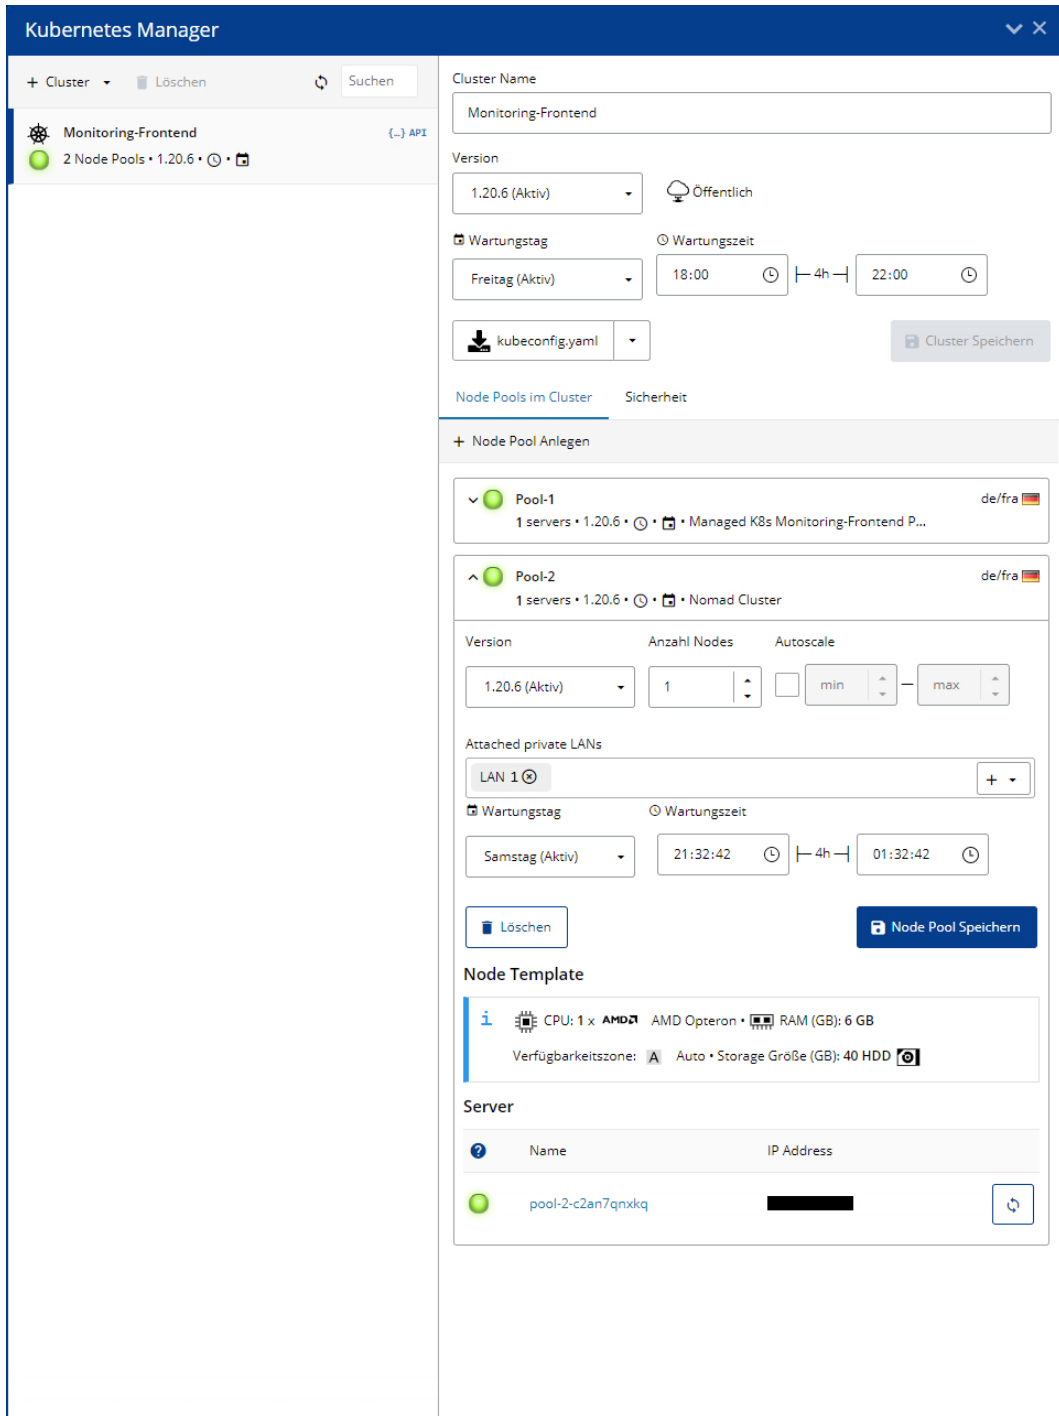 Kubernetes Manager
+ Cluster Löschen Suchen
Monitoring-Frontend {...} API
2 Node Pools • 1.20.6 • •
Cluster Name
Monitoring-Frontend
Version
1.20.6 (Aktiv) Öffentlich
Wartungstag Wartungszeit
Freitag (Aktiv) 18:00 4h 22:00
kubeconfig.yaml Cluster Speichern
Node Pools im Cluster Sicherheit
+ Node Pool Anlegen
Pool-1 de/fra
1 servers • 1.20.6 • • • Managed K8s Monitoring-Frontend P...
Pool-2 de/fra
1 servers • 1.20.6 • • • Nomad Cluster
Version Anzahl Nodes Autoscale
1.20.6 (Aktiv) 1 min — max
Attached private LANs
LAN 1 +
Wartungstag Wartungszeit
Samstag (Aktiv) 21:32:42 4h 01:32:42
Löschen Node Pool Speichern
Node Template
i CPU: 1 x AMD AMD Opteron • RAM (GB): 6 GB
Verfügbarkeitszone: A Auto • Storage Größe (GB): 40 HDD
Server
? Name IP Address
pool-2-c2an7qnxkq